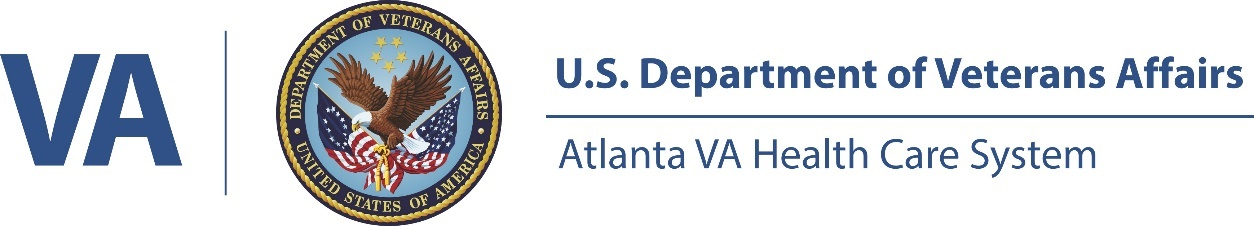 VA
DEPARTMENT OF VETERANS AFFAIRS
UNITED STATES OF AMERICA
U.S. Department of Veterans Affairs
Atlanta VA Health Care System